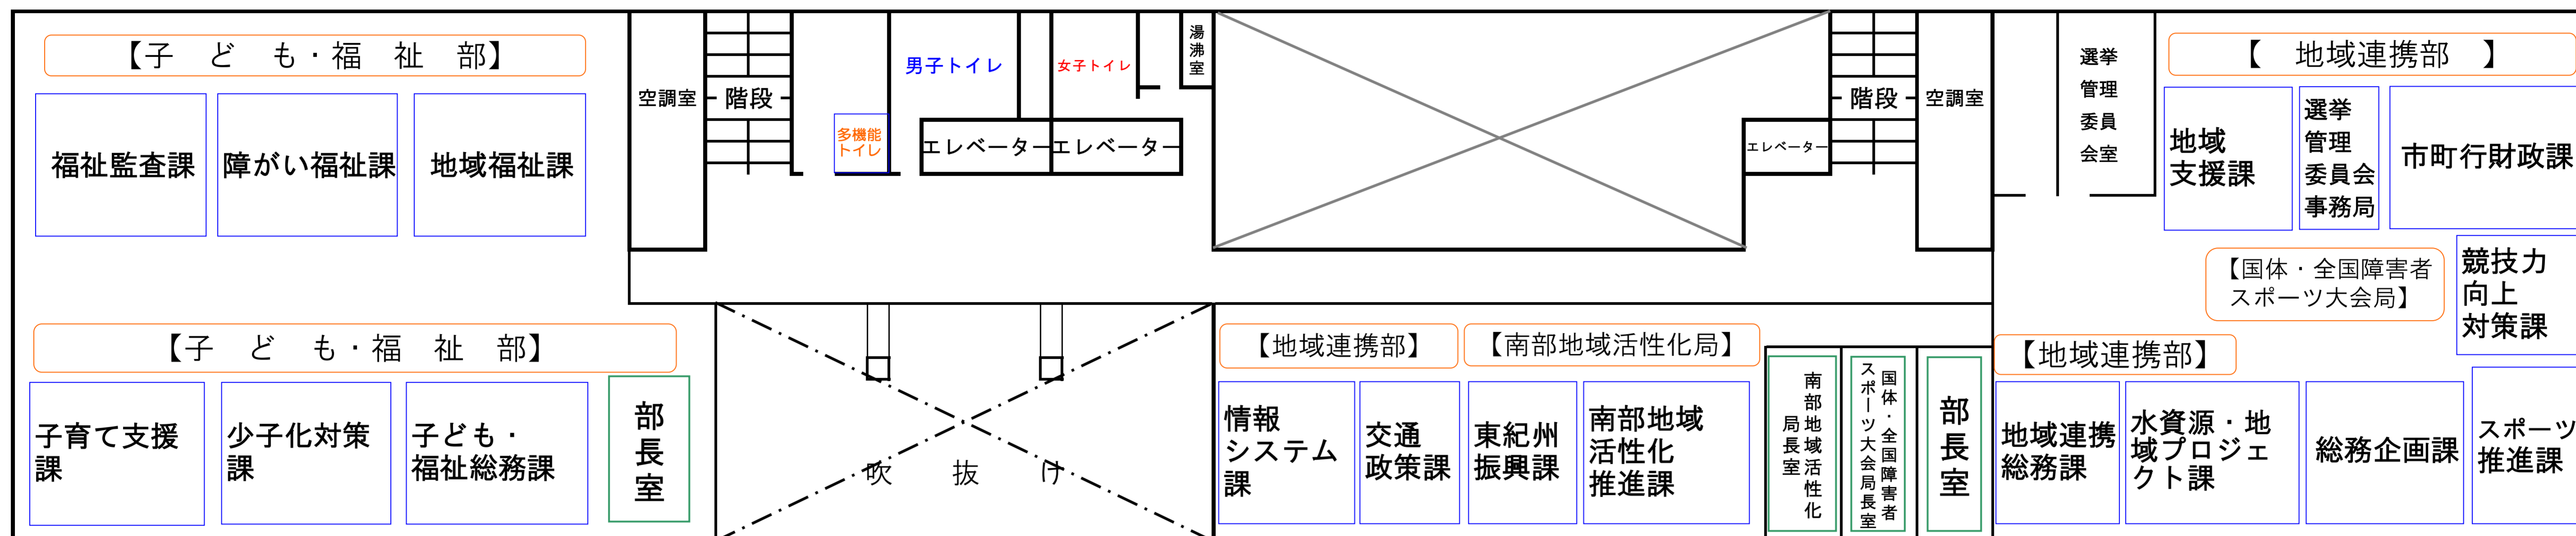 【子　ど　も・福　祉　部】
福祉監査課
障がい福祉課
地域福祉課
空調室
階段
多機能
トイレ
男子トイレ
女子トイレ
湯沸室
エレベーター
エレベーター
エレベーター
階段
空調室
選挙
管理
委員
会室
【　地域連携部　】
地域
支援課
選挙
管理
委員会
事務局
市町行財政課
【国体・全国障害者
スポーツ大会局】
競技力
向上
対策課
【子　ど　も・福　祉　部】
子育て支援
課
少子化対策
課
子ども・
福祉総務課
部長室
吹　抜　け
【地域連携部】
情報
システム
課
交通
政策課
【南部地域活性化局】
東紀州
振興課
南部地域
活性化
推進課
南部地域活性化
局長室
国体・全国障害者
スポーツ大会局長室
部長室
【地域連携部】
地域連携
総務課
水資源・地
域プロジェ
クト課
総務企画課
スポーツ
推進課